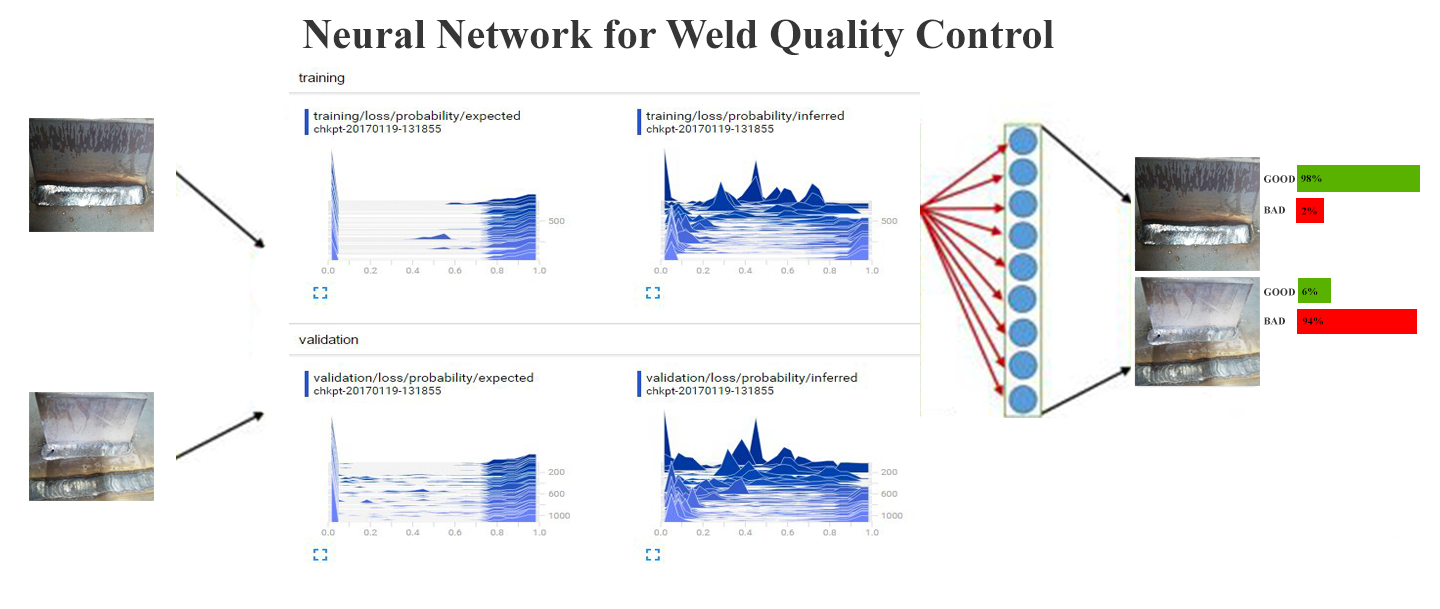 Neural Network for Weld Quality Control
training
training/loss/probability/expected
chkpt-20170119-131855
500
0.0 0.2 0.4 0.6 0.8 1.0
training/loss/probability/inferred
chkpt-20170119-131855
500
0.0 0.2 0.4 0.6 0.8 1.0
validation
validation/loss/probability/expected
chkpt-20170119-131855
200
600
1000
0.0 0.2 0.4 0.6 0.8 1.0
validation/loss/probability/inferred
chkpt-20170119-131855
200
600
1000
0.0 0.2 0.4 0.6 0.8 1.0
GOOD 98%
BAD 2%
GOOD 6%
BAD 94%